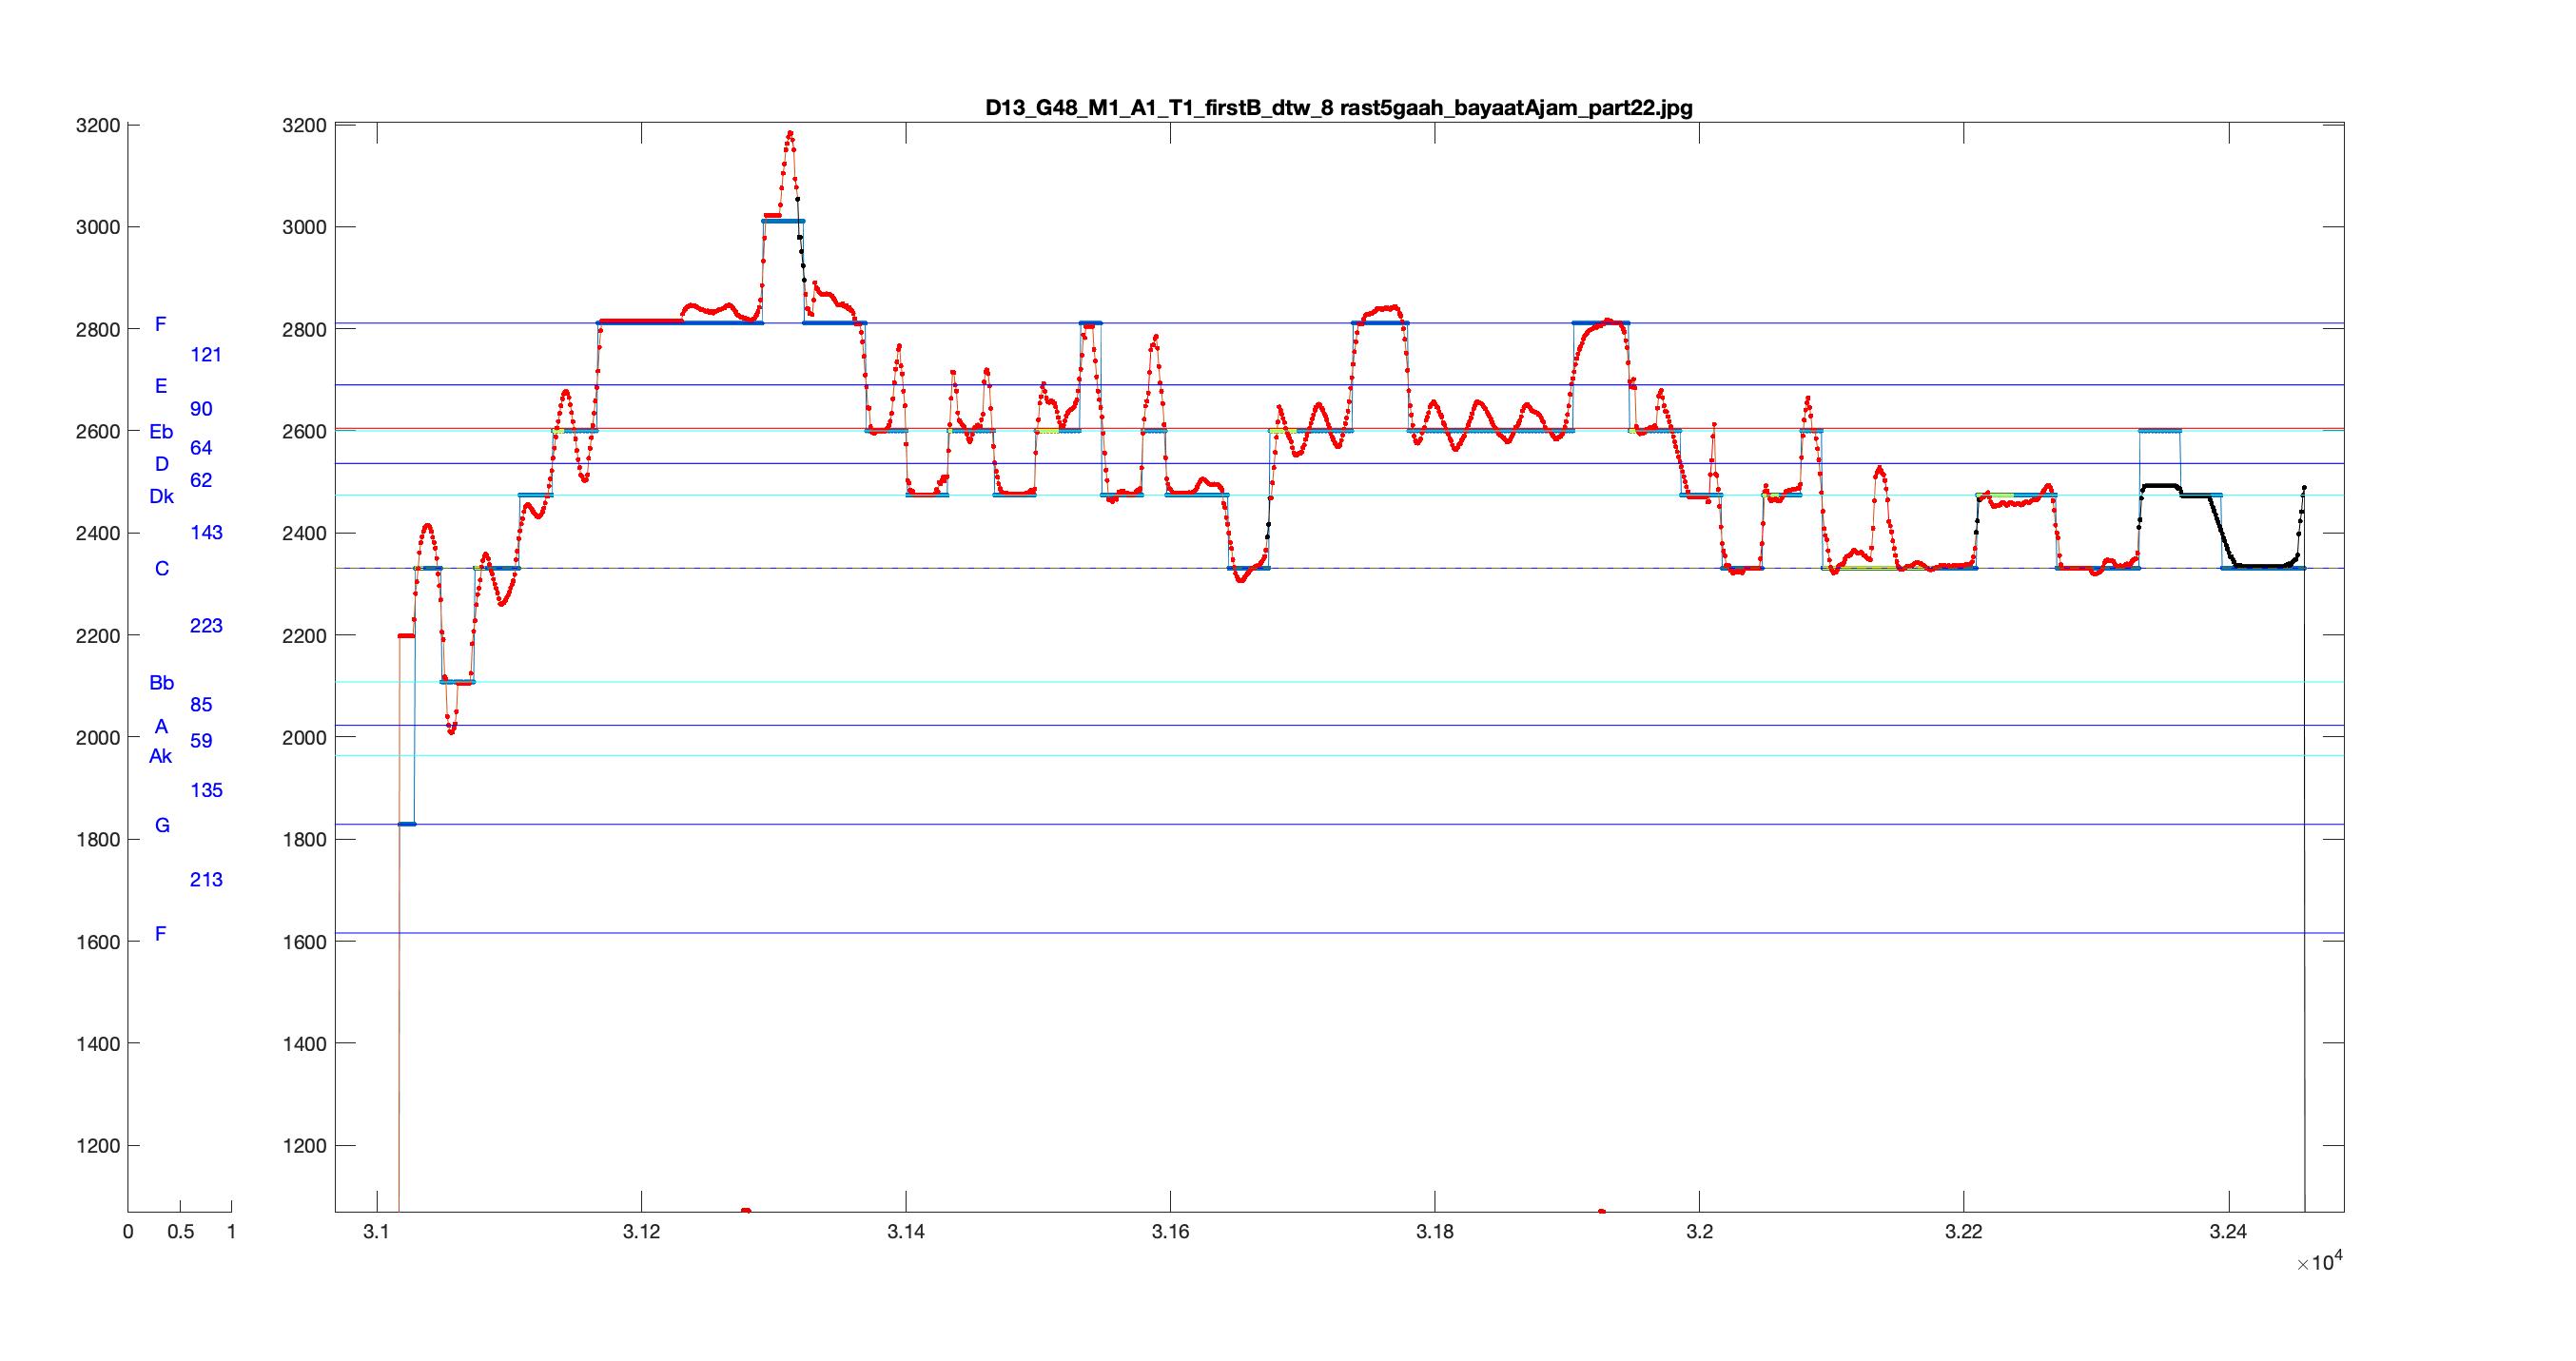 D13_G48_M1_A1_T1_firstB_dtw_8 rast5gaah_bayaatAjam_part22.jpg
3200 3200
3000 3000
2800 F 2800
121
E
2600 90 2600
Eb
64
D
62
Dk
2400 143 2400
C
2200 223 2200
Bb
85
A
2000 59 2000
Ak
135
1800 G 1800
213
1600 F 1600
1400 1400
1200 1200
0 0.5 1 3.1 3.12 3.14 3.16 3.18 3.2 3.22 3.24
×10⁴